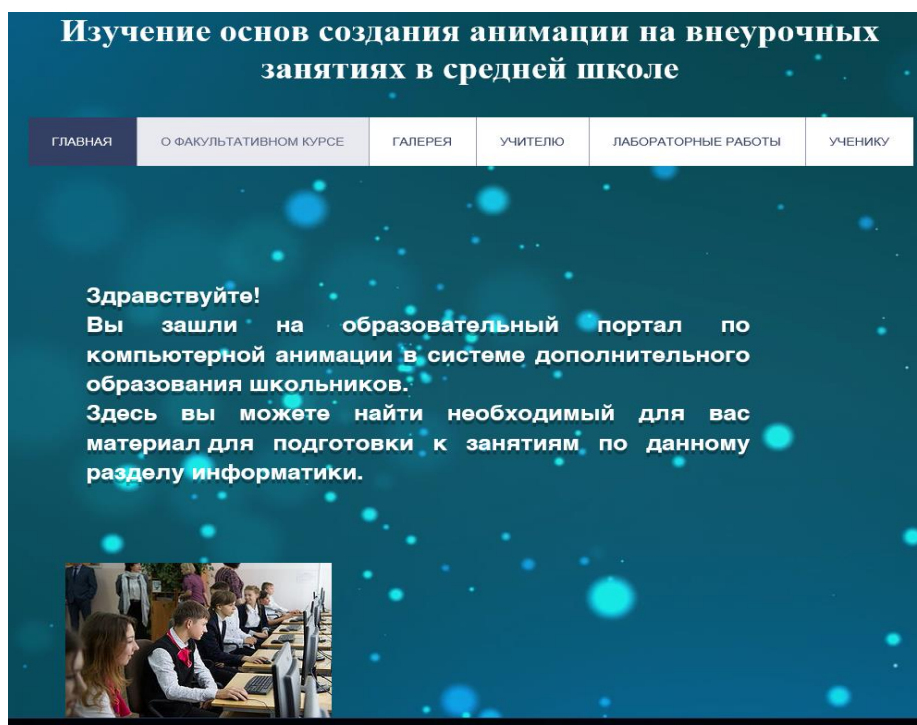 Изучение основ создания анимации на внеурочных
занятиях в средней школе
ГЛАВНАЯ О ФАКУЛЬТАТИВНОМ КУРСЕ ГАЛЕРЕЯ УЧИТЕЛЮ ЛАБОРАТОРНЫЕ РАБОТЫ УЧЕНИКУ
Здравствуйте!
Вы зашли на образовательный портал по
компьютерной анимации в системе дополнительного
образования школьников.
Здесь вы можете найти необходимый для вас
материал для подготовки к занятиям по данному
разделу информатики.